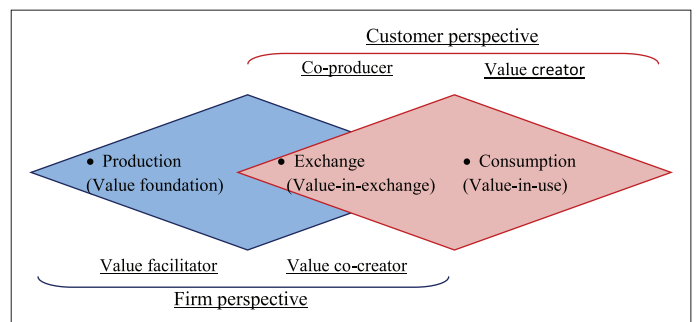 Customer perspective
Co-producer Value creator
• Production • Exchange • Consumption
(Value foundation) (Value-in-exchange) (Value-in-use)
Value facilitator Value co-creator
Firm perspective